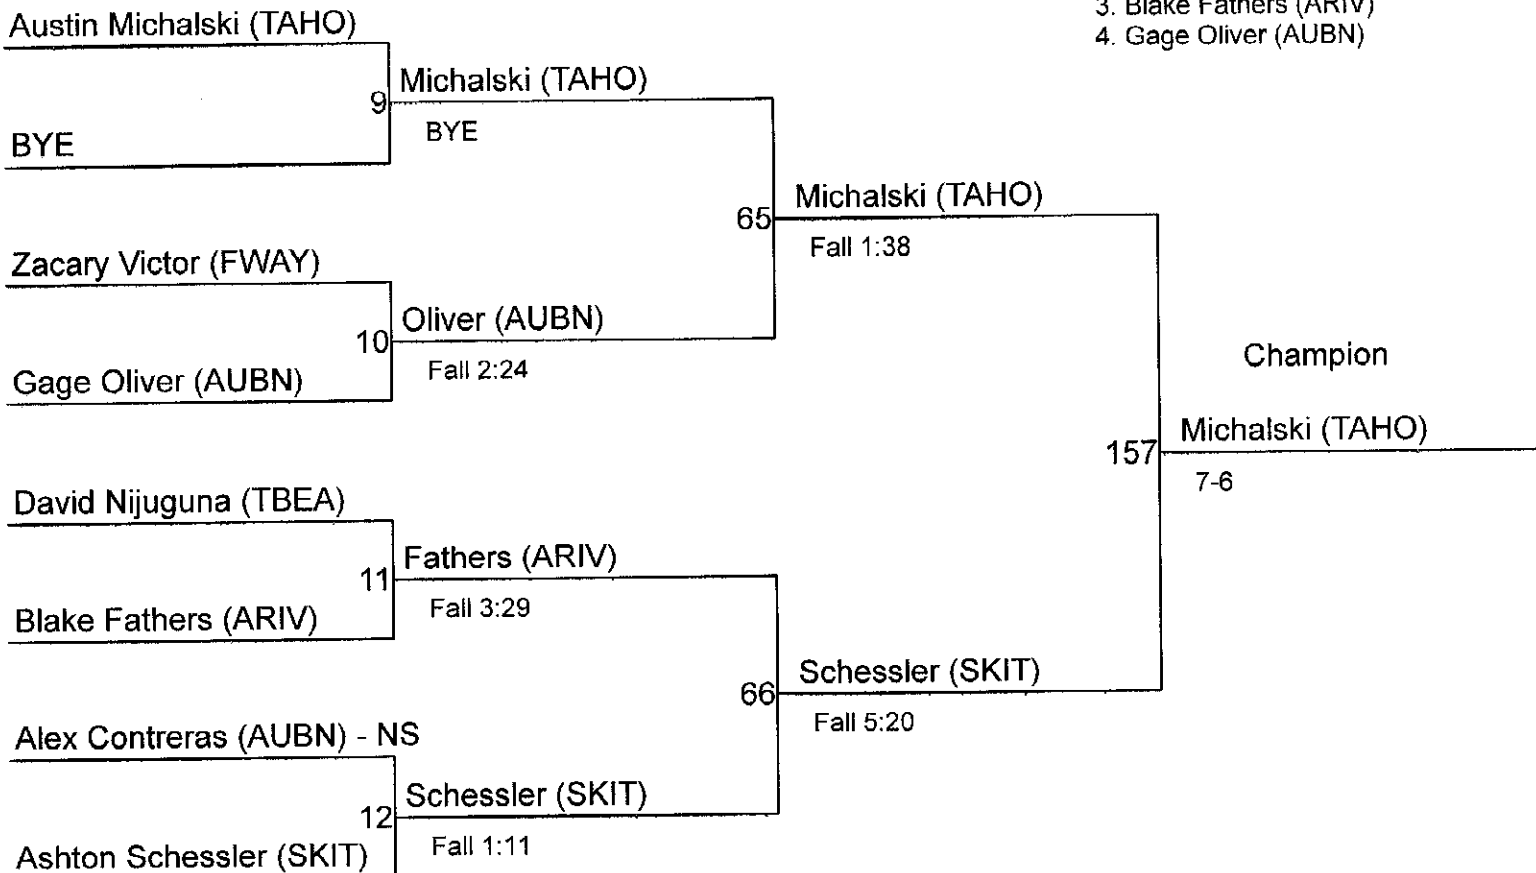 3. Blake Fathers (ARIV)
4. Gage Oliver (AUBN)
Austin Michalski (TAHO)
9
Michalski (TAHO)
BYE
BYE
65
Michalski (TAHO)
Fall 1:38
Zacary Victor (FWAY)
10
Oliver (AUBN)
Fall 2:24
Gage Oliver (AUBN)
Champion
157
Michalski (TAHO)
7-6
David Nijuguna (TBEA)
11
Fathers (ARIV)
Fall 3:29
Blake Fathers (ARIV)
66
Schessler (SKIT)
Fall 5:20
Alex Contreras (AUBN) - NS
12
Schessler (SKIT)
Fall 1:11
Ashton Schessler (SKIT)